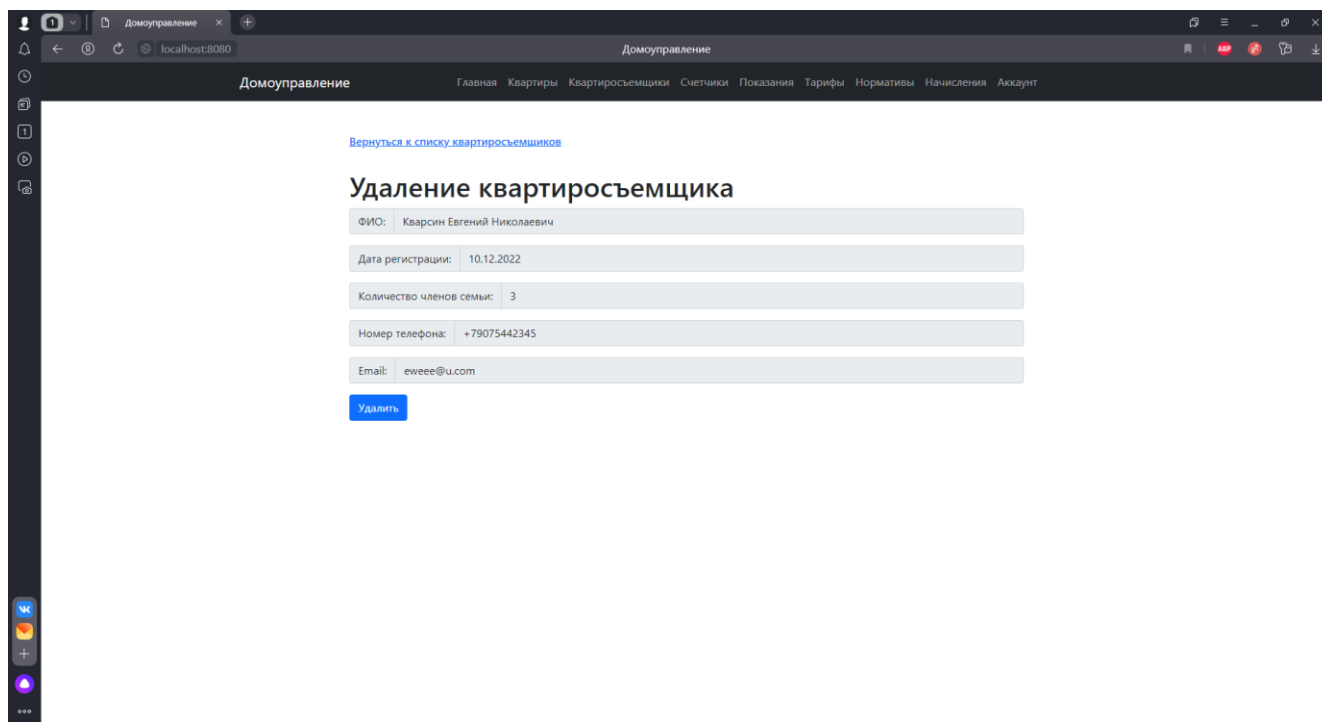 1 Домоуправление
localhost:8080 Домоуправление ABP
Домоуправление Главная Квартиры Квартиросъемщики Счетчики Показания Тарифы Нормативы Начисления Аккаунт
1
Вернуться к списку квартиросъемщиков
Удаление квартиросъемщика
ФИО: Кварсин Евгений Николаевич
Дата регистрации: 10.12.2022
Количество членов семьи: 3
Номер телефона: +79075442345
Email: eweee@u.com
Удалить